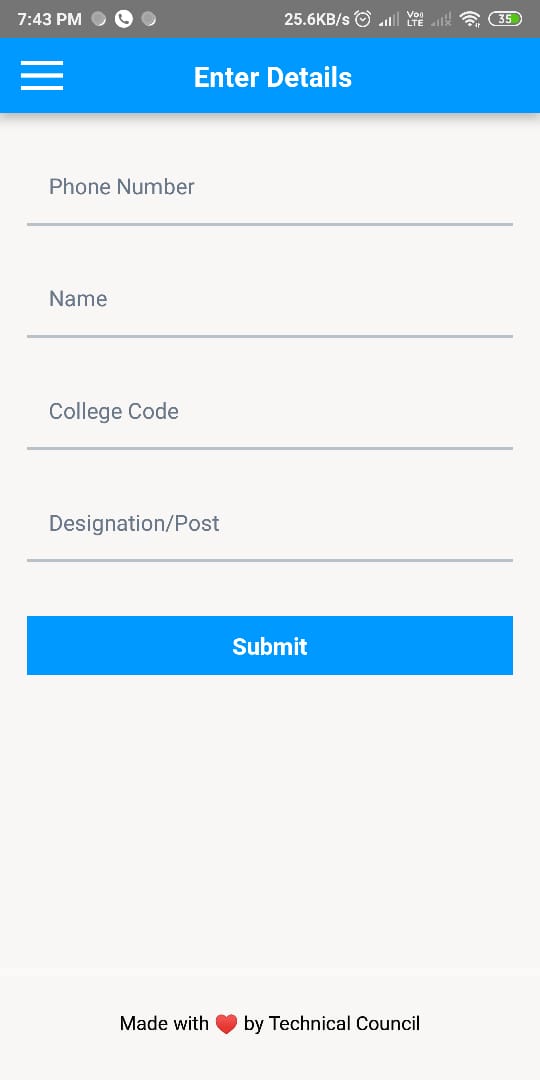 7:43 PM 25.6KB/s Vo LTE 35
Enter Details
Phone Number
Name
College Code
Designation/Post
Submit
Made with ❤️ by Technical Council